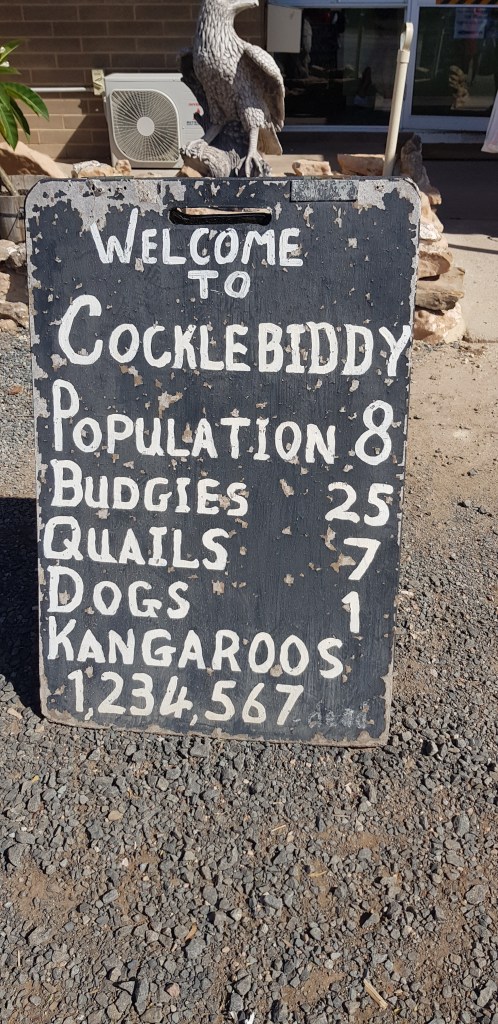 WELCOME
TO
COCKLEBIDDY
POPULATION 8
BUDGIES 25
QUAILS 7
DOGS 1
KANGAROOS
1,234,567